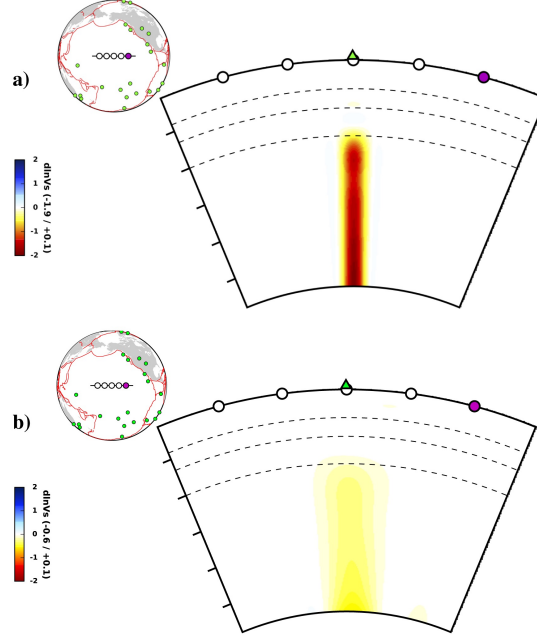 a)
2
1
0
-1
-2
dlnVs (-1.9 / +0.1)
b)
2
1
0
-1
-2
dlnVs (-0.6 / +0.1)